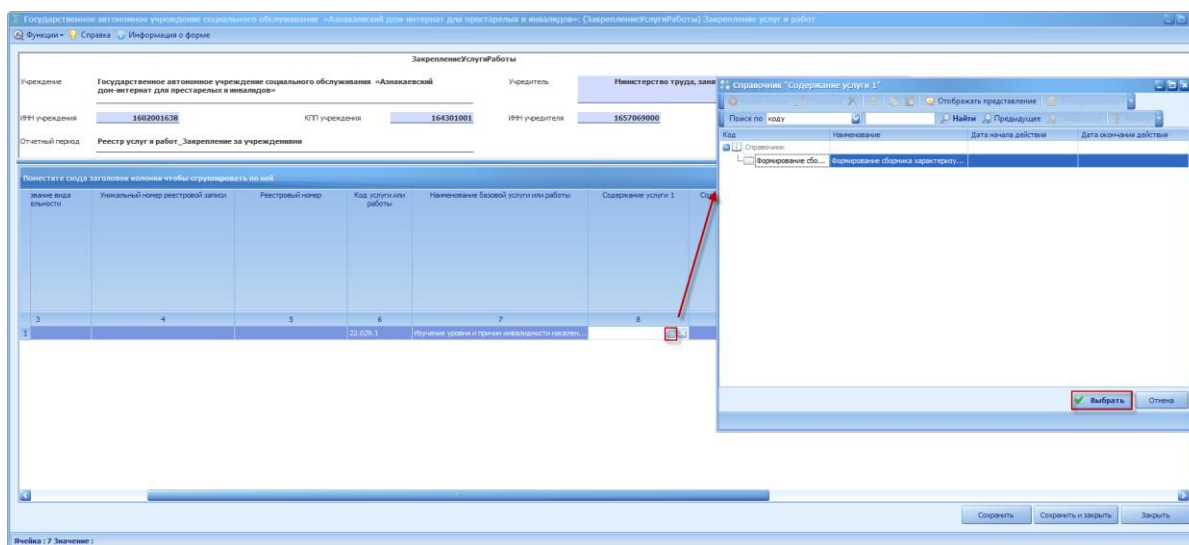 Государственное автономное учреждение социального обслуживания «Азнакаевский дом-интернат для престарелых и инвалидов»; (ЗакреплениеУслугиРаботы) Закрепление услуг и работ
Функции Справка Информация о форме
ЗакреплениеУслугиРаботы
Учреждение Государственное автономное учреждение социального обслуживания «Азнакаевский
дом-интернат для престарелых и инвалидов»
Учредитель Министерство труда, заня
ИНН учреждения 1602001638 КПП учреждения 164301001 ИНН учредителя 1657069000
Отчетный период Реестр услуг и работ_Закрепление за учреждениями
Поместите сюда заголовок колонки чтобы сгруппировать по ней
звание вида
ельности
Уникальный номер реестровой записи
Реестровый номер
Код услуги или
работы
Наименование базовой услуги или работы
Содержание услуги 1
Сод
3 4 5 6 7 8
22.029.1 Изучение уровня и причин инвалидности населен...
Справочник "Содержание услуги 1"
Отображать представление
Поиск по коду Найти Предыдущее
Код Наименование Дата начала действия Дата окончания действия
Справочник
Формирование сбо... Формирование сборника характеризу...
Выбрать Отмена
Сохранить Сохранить и закрыть Закрыть
Ячейка : 7 Значение :